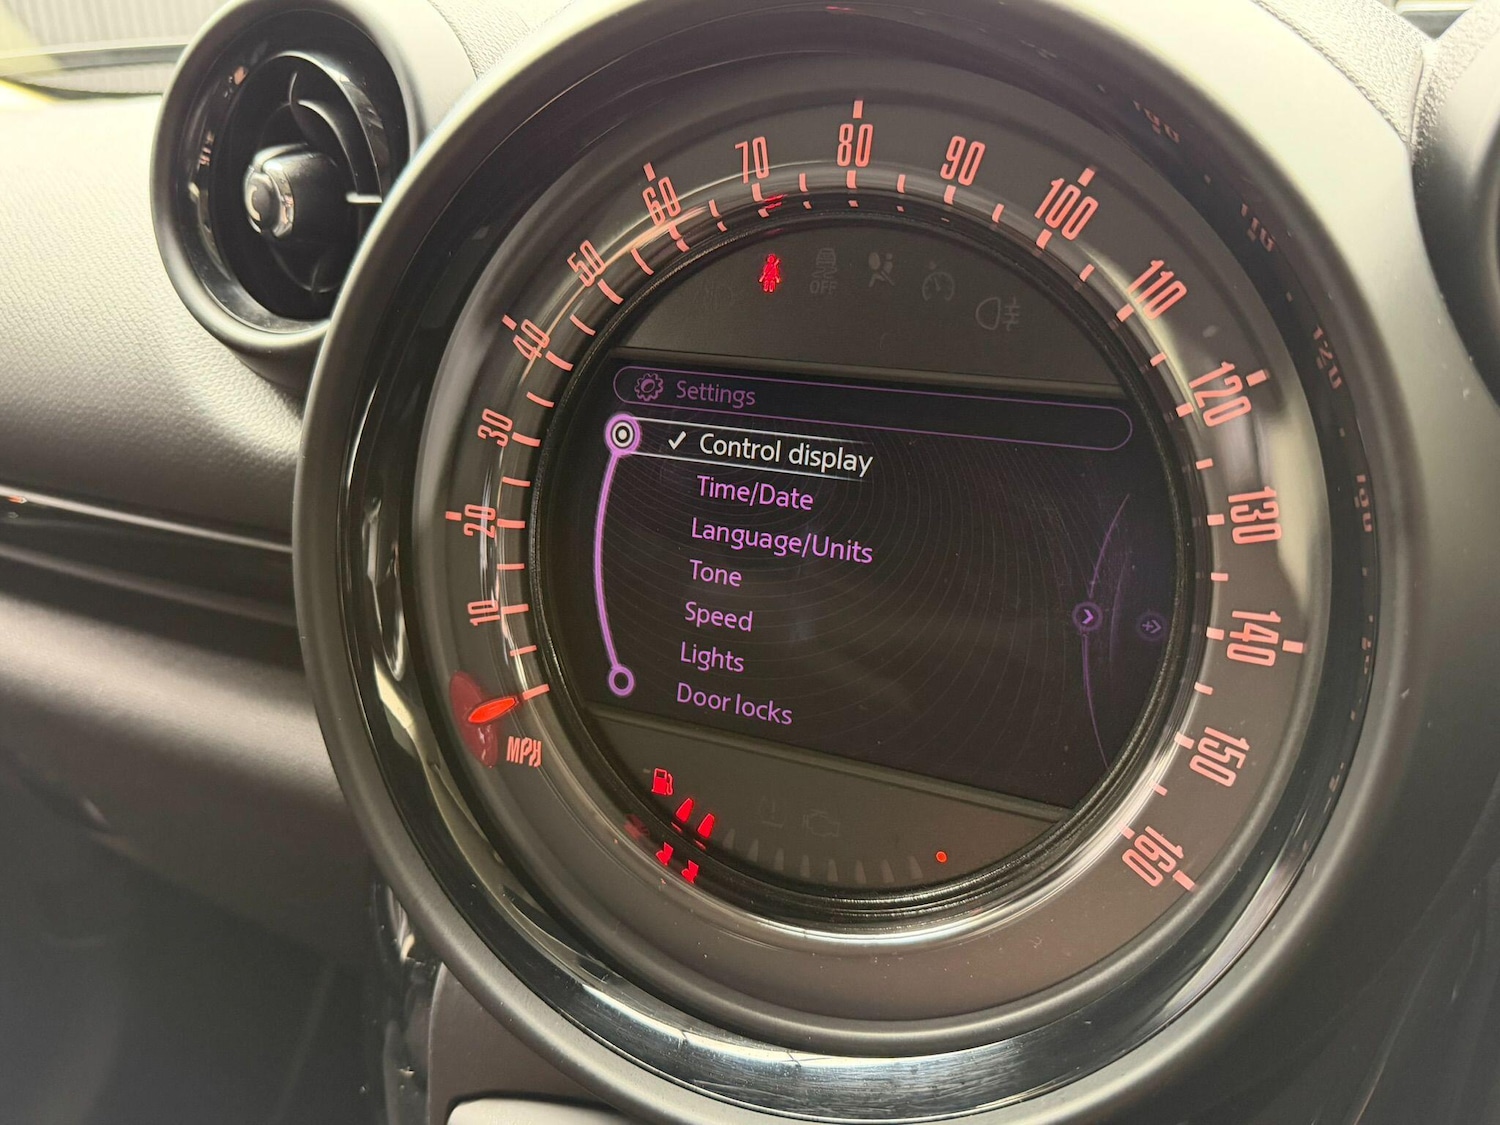 10
20
30
40
50
60
70
80
90
100
110
120
130
140
150
160
MPH
OFF
Settings
Control display
Time/Date
Language/Units
Tone
Speed
Lights
Door locks